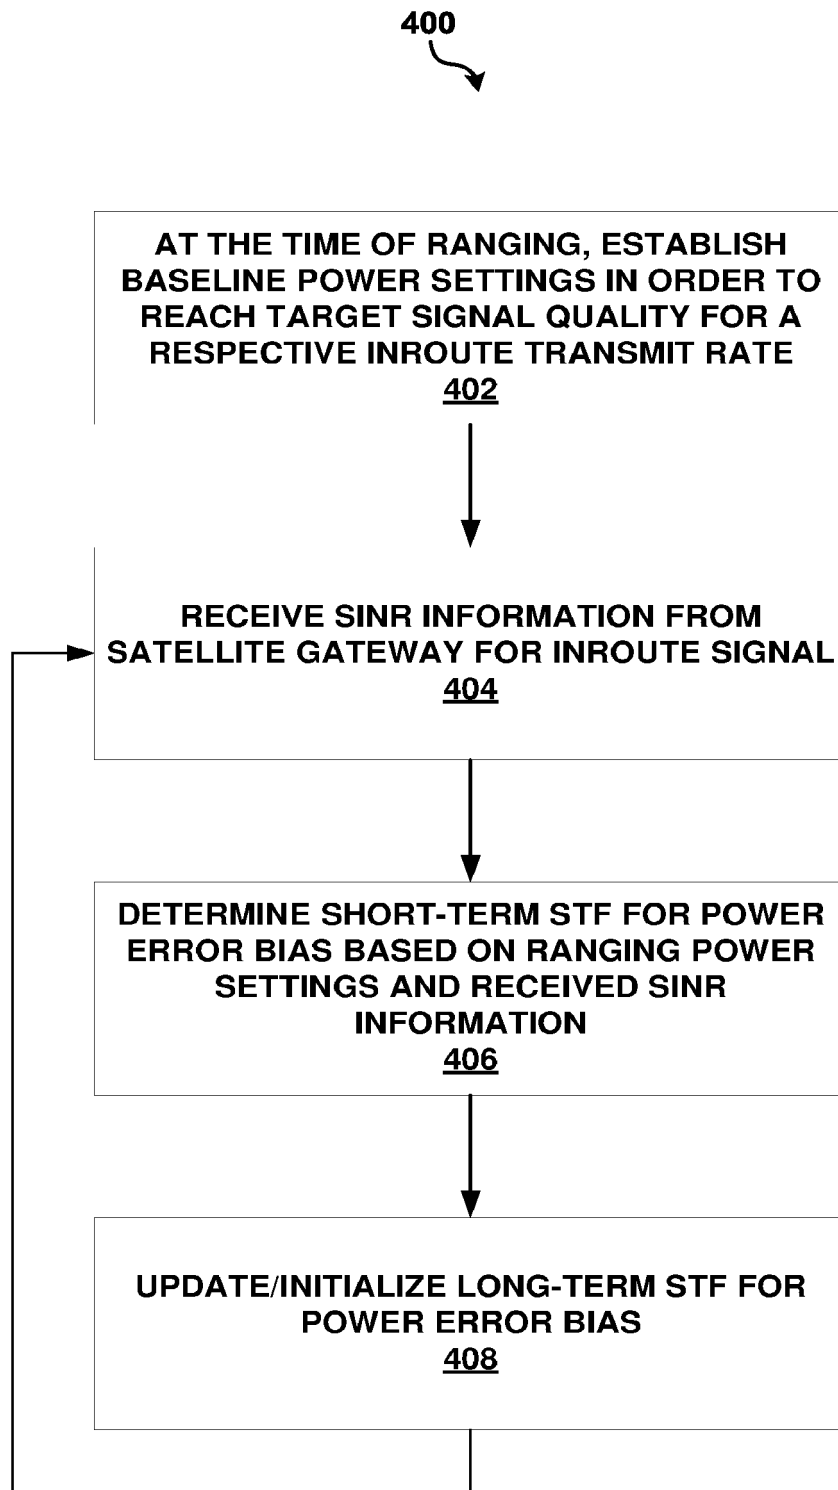 400
AT THE TIME OF RANGING, ESTABLISH
BASELINE POWER SETTINGS IN ORDER TO
REACH TARGET SIGNAL QUALITY FOR A
RESPECTIVE INROUTE TRANSMIT RATE
402
RECEIVE SINR INFORMATION FROM
SATELLITE GATEWAY FOR INROUTE SIGNAL
404
DETERMINE SHORT-TERM STF FOR POWER
ERROR BIAS BASED ON RANGING POWER
SETTINGS AND RECEIVED SINR
INFORMATION
406
UPDATE/INITIALIZE LONG-TERM STF FOR
POWER ERROR BIAS
408